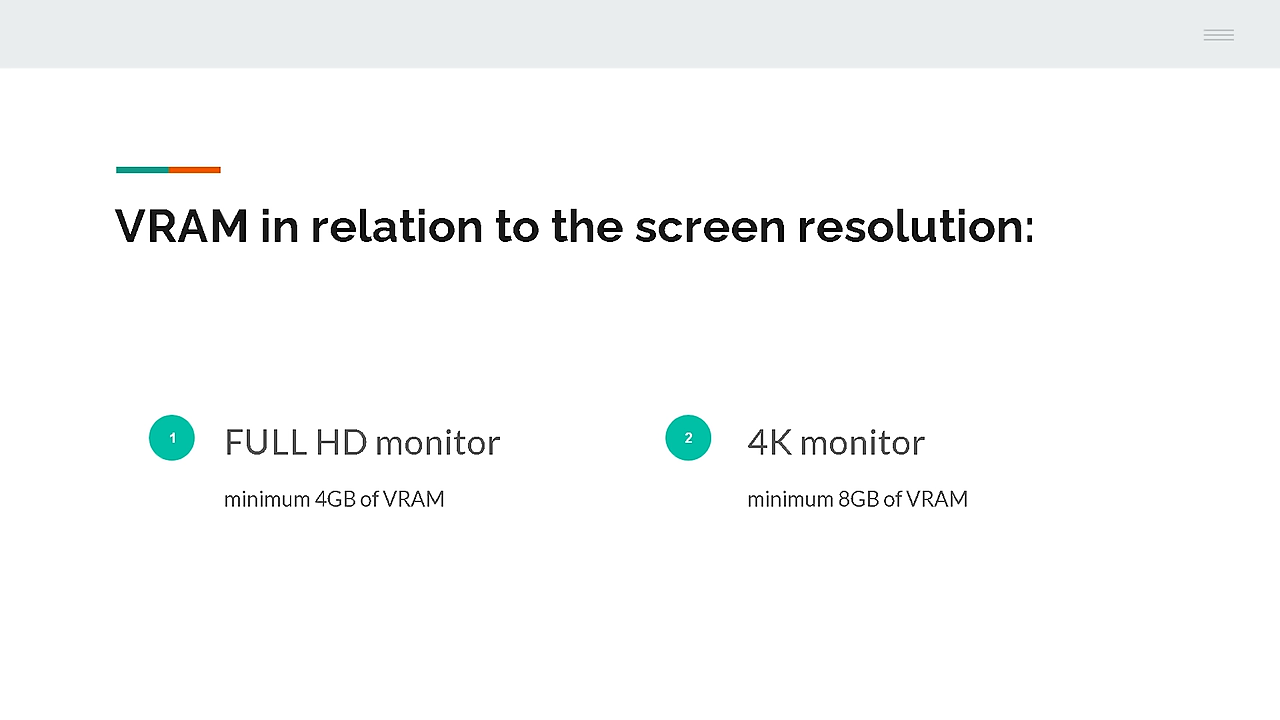 VRAM in relation to the screen resolution:
1 FULL HD monitor
minimum 4GB of VRAM
2 4K monitor
minimum 8GB of VRAM